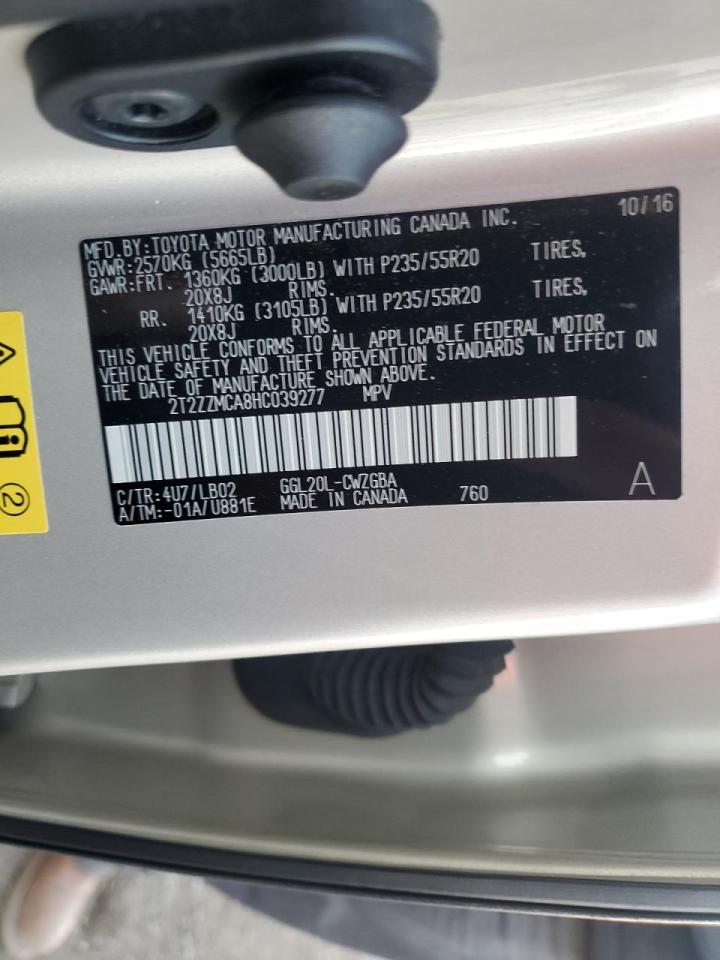 MFD.BY:TOYOTA MOTOR MANUFACTURING CANADA INC. 10/16
GVWR:2570KG (5665LB)
GAWR:FRT. 1360KG (3000LB) WITH P235/55R20 TIRES,
20X8J RIMS.
RR. 1410KG (3105LB) WITH P235/55R20 TIRES,
20X8J RIMS.
THIS VEHICLE CONFORMS TO ALL APPLICABLE FEDERAL MOTOR
VEHICLE SAFETY AND THEFT PREVENTION STANDARDS IN EFFECT ON
THE DATE OF MANUFACTURE SHOWN ABOVE.
2T2ZZMCA8HC039277 MPV
C/TR:4U7/LB02 GGL20L-CWZGBA
A/TM:-01A/U881E MADE IN CANADA 760 A
2